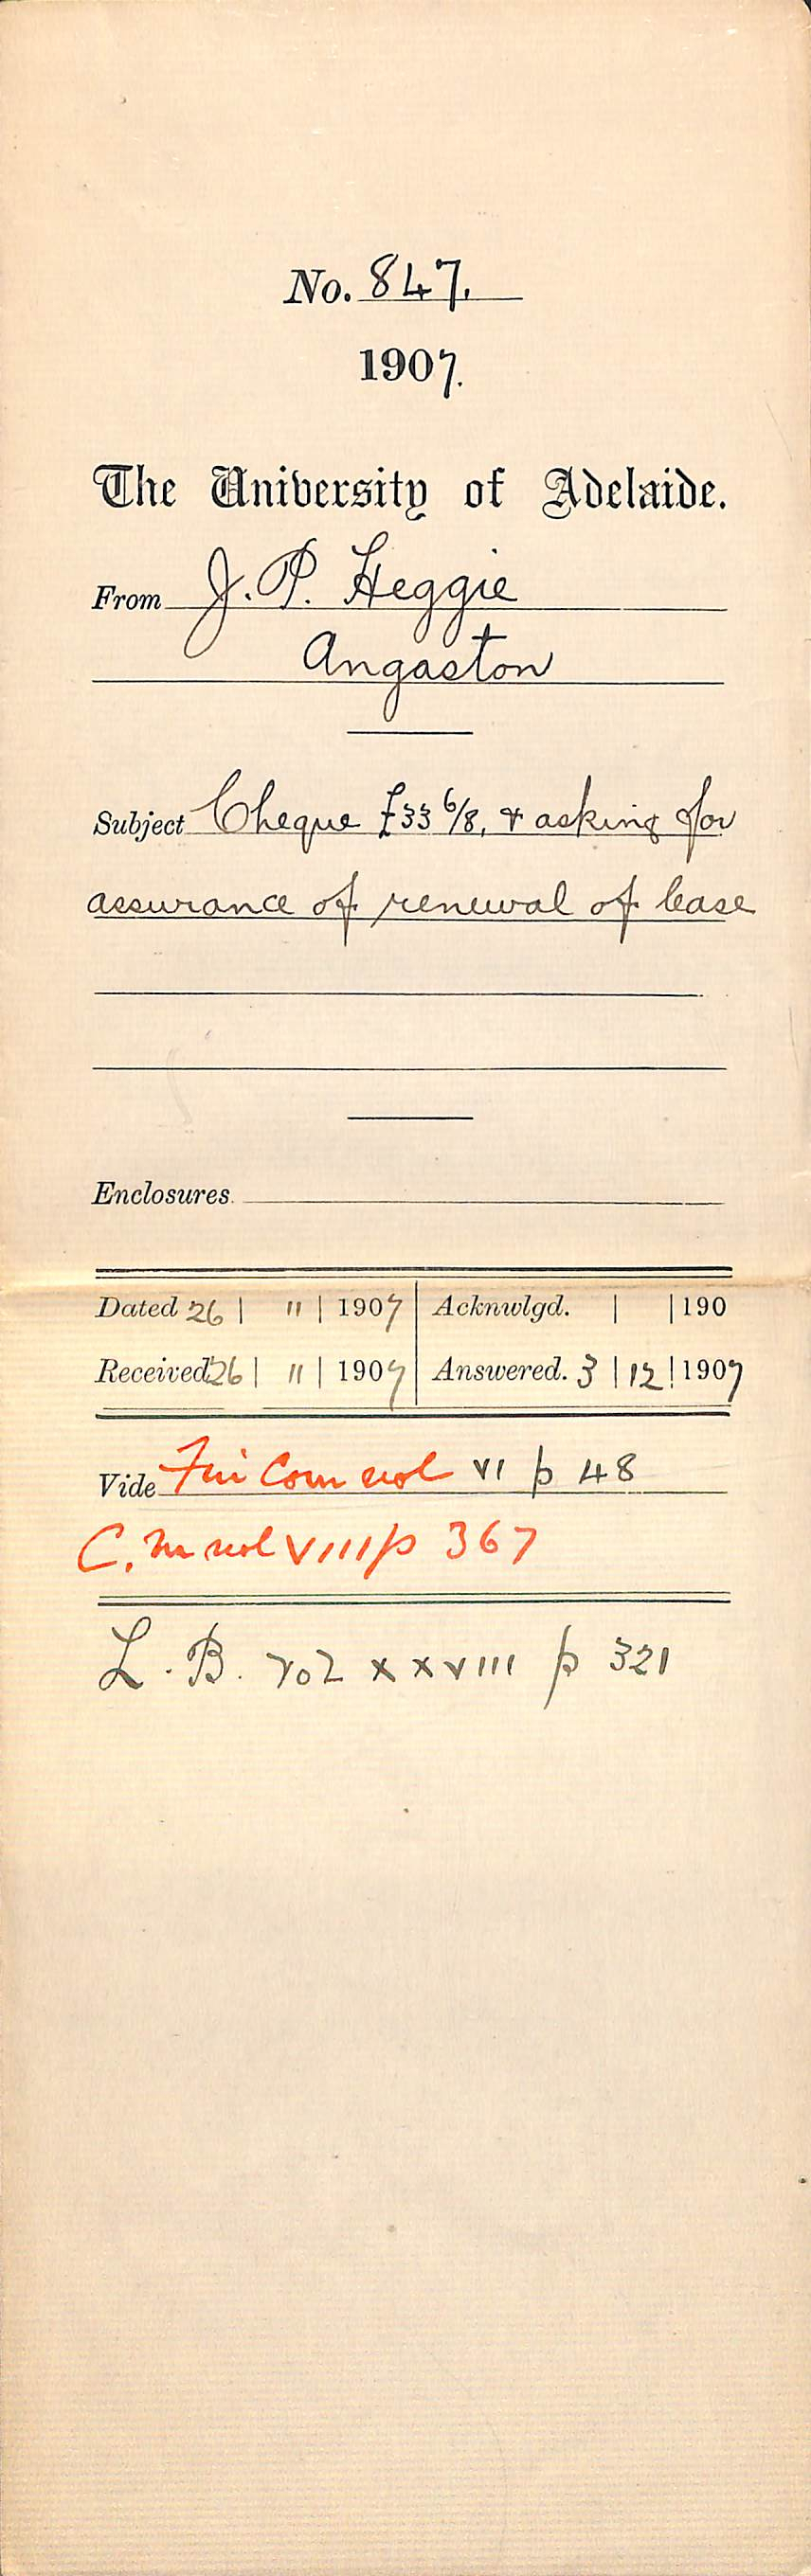 No. 847.
1907.
The University of Adelaide.
From J. P. Heggie
Angaston
Subject Cheque £33 6/8, & asking for
assurance of renewal of lease
Enclosures
Dated 26 | 11 | 1907 Acknwlgd. | | 190
Received 26 | 11 | 1907 Answered. 3 | 12 | 1907
Vide Fin Com vol VI p 48
C. M vol VIII p 367
L. B. vol xxviii p 321